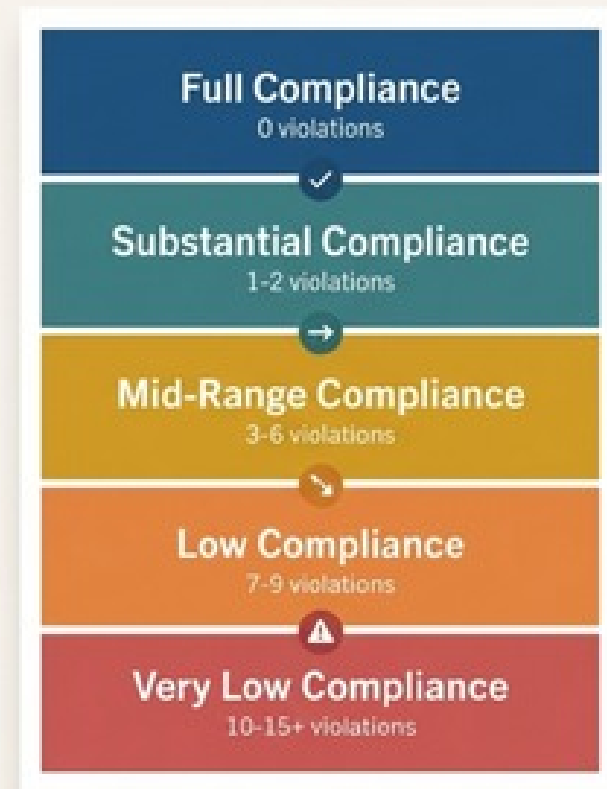 Full Compliance
0 violations
Substantial Compliance
1-2 violations
Mid-Range Compliance
3-6 violations
Low Compliance
7-9 violations
Very Low Compliance
10-15+ violations